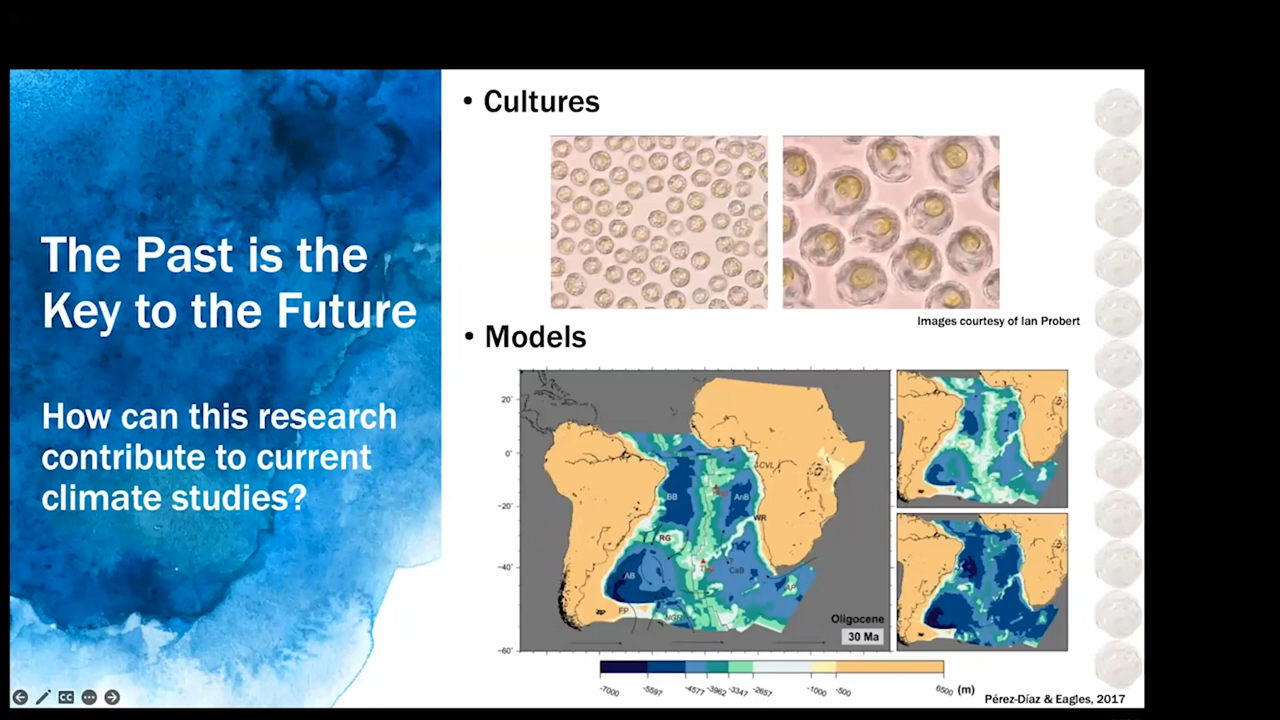 The Past is the
Key to the Future
How can this research
contribute to current
climate studies?
• Cultures
Images courtesy of Ian Probert
• Models
20°
0°
-20°
-40°
-60°
BB
AnB
CVL
WR
RG
AB
CaB
FP
Oligocene
30 Ma
-7000
-5597
-4577
-3962
-3347
-2657
-1000
-500
6500
(m)
Pérez-Díaz & Eagles, 2017
CC